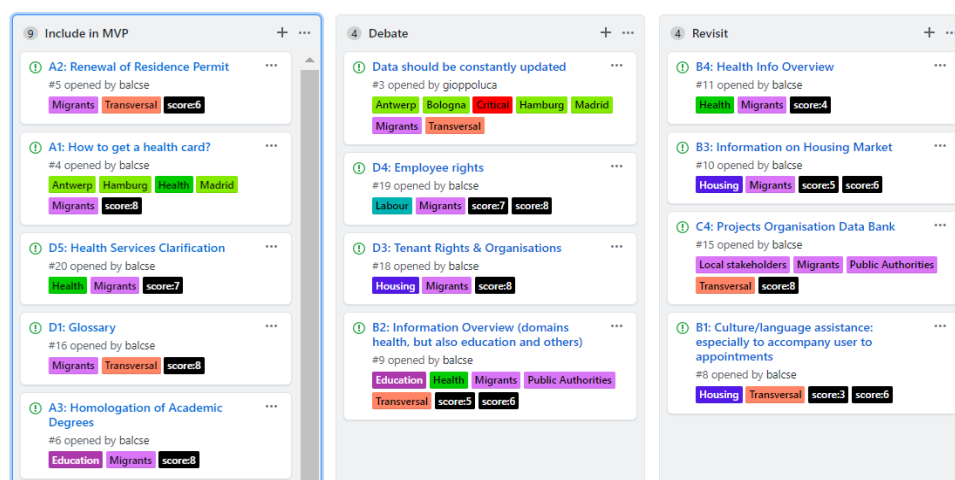 9 Include in MVP
A2: Renewal of Residence Permit
#5 opened by balcse
Migrants Transversal score:6
A1: How to get a health card?
#4 opened by balcse
Antwerp Hamburg Health Madrid
Migrants score:8
D5: Health Services Clarification
#20 opened by balcse
Health Migrants score:7
D1: Glossary
#16 opened by balcse
Migrants Transversal score:8
A3: Homologation of Academic
Degrees
#6 opened by balcse
Education Migrants score:8
4 Debate
Data should be constantly updated
#3 opened by gioppoluca
Antwerp Bologna Critical Hamburg Madrid
Migrants Transversal
D4: Employee rights
#19 opened by balcse
Labour Migrants score:7 score:8
D3: Tenant Rights & Organisations
#18 opened by balcse
Housing Migrants score:8
B2: Information Overview (domains
health, but also education and others)
#9 opened by balcse
Education Health Migrants Public Authorities
Transversal score:5 score:6
4 Revisit
B4: Health Info Overview
#11 opened by balcse
Health Migrants score:4
B3: Information on Housing Market
#10 opened by balcse
Housing Migrants score:5 score:6
C4: Projects Organisation Data Bank
#15 opened by balcse
Local stakeholders Migrants Public Authorities
Transversal score:8
B1: Culture/language assistance:
especially to accompany user to
appointments
#8 opened by balcse
Housing Transversal score:3 score:6